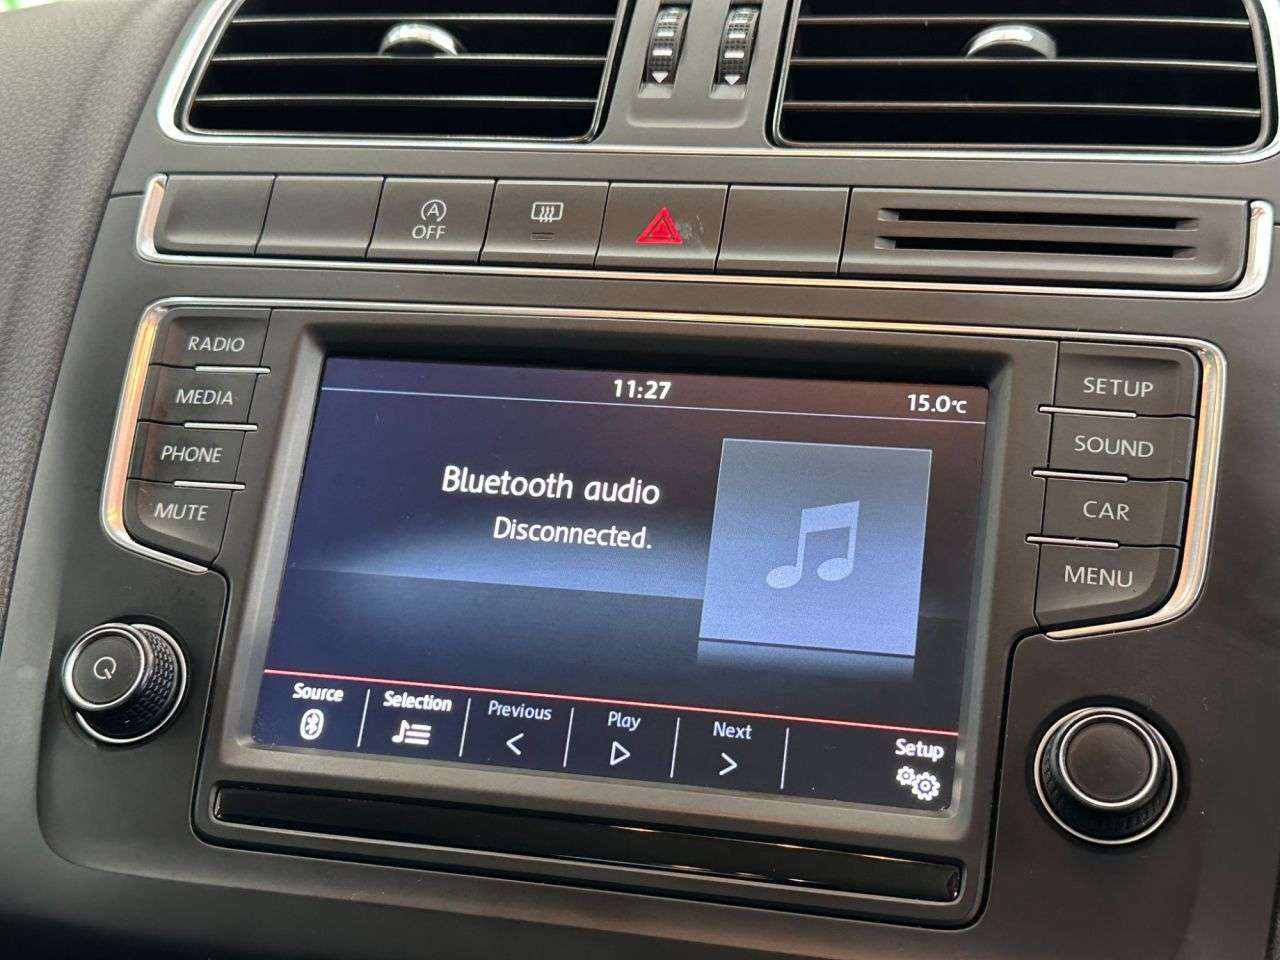 OFF
RADIO
MEDIA
PHONE
MUTE
11:27
15.0°C
Bluetooth audio
Disconnected.
Source
Selection
Previous
Play
Next
Setup
SETUP
SOUND
CAR
MENU